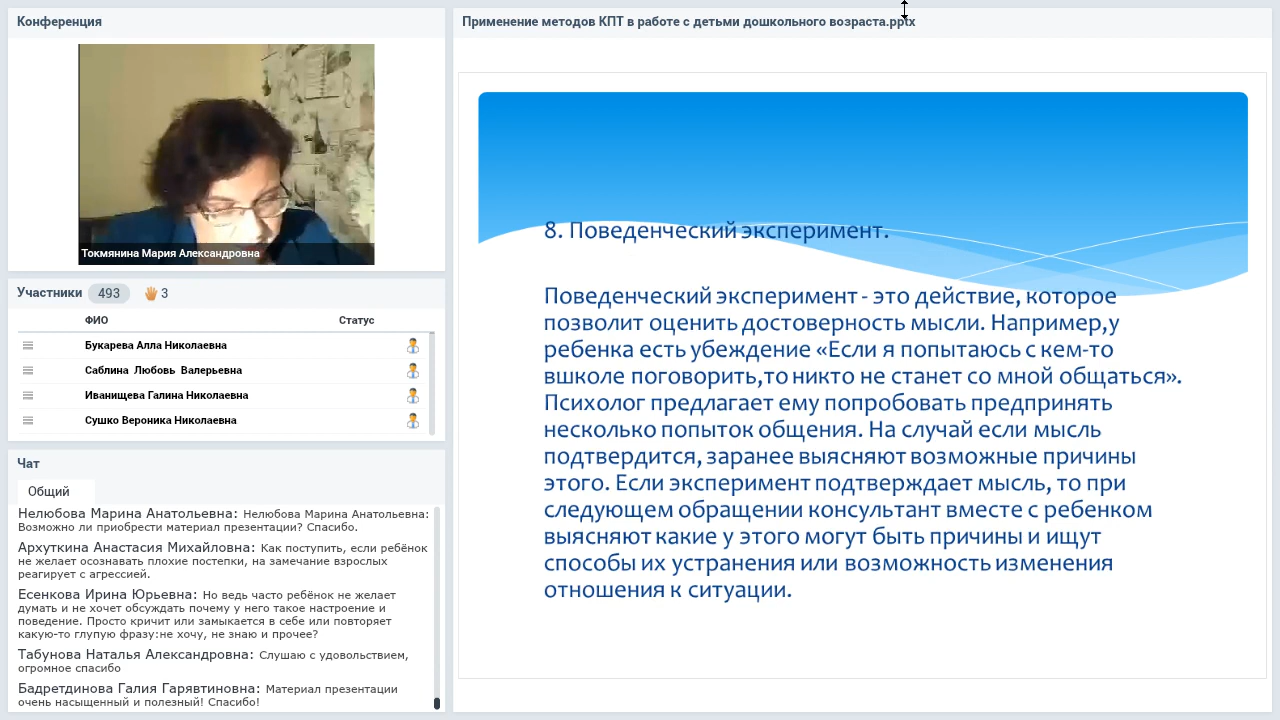 Конференция
Токмянина Мария Александровна
Участники 493 3
ФИО Статус
Букарева Алла Николаевна
Саблина Любовь Валерьевна
Иванищева Галина Николаевна
Сушко Вероника Николаевна
Чат
Общий
Нелюбова Марина Анатольевна: Нелюбова Марина Анатольевна:
Возможно ли приобрести материал презентации? Спасибо.
Архуткина Анастасия Михайловна: Как поступить, если ребёнок
не желает осознавать плохие постепки, на замечание взрослых
реагирует с агрессией.
Есенкова Ирина Юрьевна: Но ведь часто ребёнок не желает
думать и не хочет обсуждать почему у него такое настроение и
поведение. Просто кричит или замыкается в себе или повторяет
какую-то глупую фразу:не хочу, не знаю и прочее?
Табунова Наталья Александровна: Слушаю с удовольствием,
огромное спасибо
Бадретдинова Галия Гарявтиновна: Материал презентации
очень насыщенный и полезный! Спасибо!
Применение методов КПТ в работе с детьми дошкольного возраста.pptx
8. Поведенческий эксперимент.
Поведенческий эксперимент - это действие, которое
позволит оценить достоверность мысли. Например,у
ребенка есть убеждение «Если я попытаюсь с кем-то
вшколе поговорить,то никто не станет со мной общаться».
Психолог предлагает ему попробовать предпринять
несколько попыток общения. На случай если мысль
подтвердится, заранее выясняют возможные причины
этого. Если эксперимент подтверждает мысль, то при
следующем обращении консультант вместе с ребенком
выясняют какие у этого могут быть причины и ищут
способы их устранения или возможность изменения
отношения к ситуации.